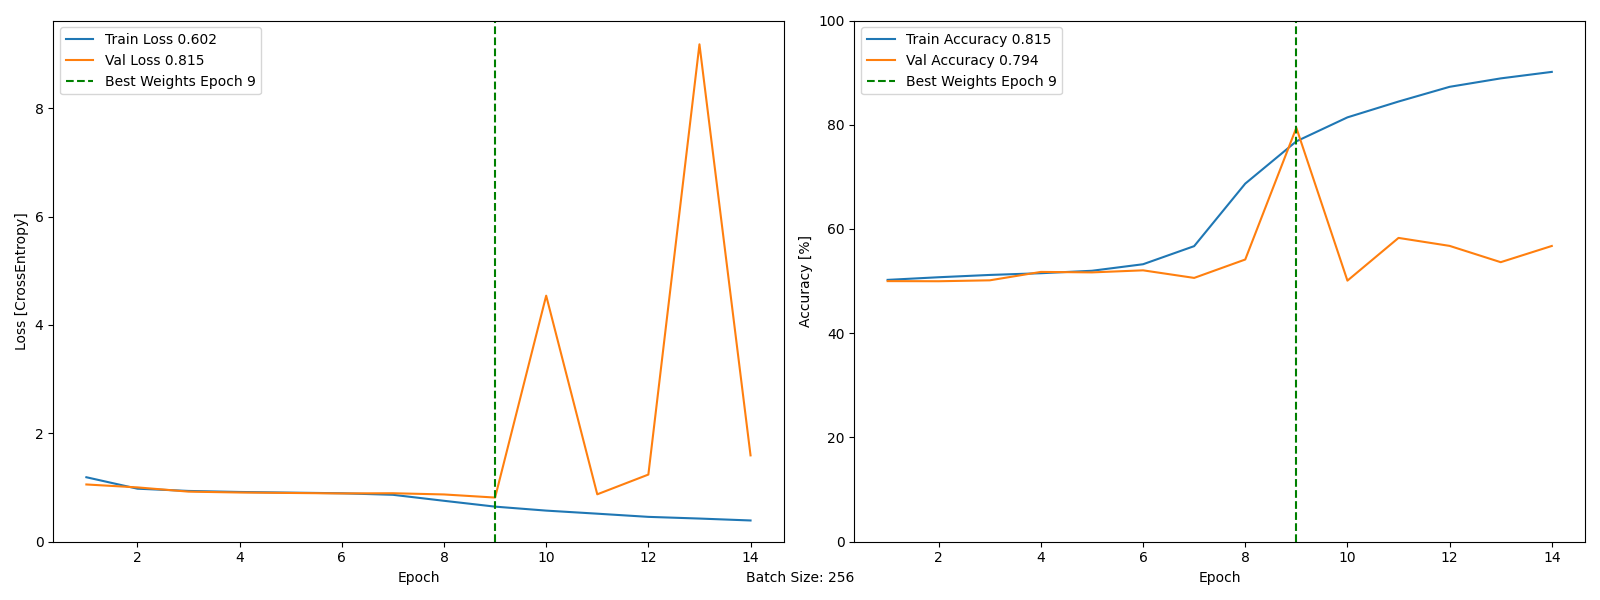 Train Loss 0.602
Val Loss 0.815
Best Weights Epoch 9
Loss [CrossEntropy]
8
6
4
2
0
2
4
6
8
10
12
14
Epoch
Train Accuracy 0.815
Val Accuracy 0.794
Best Weights Epoch 9
Accuracy [%]
100
80
60
40
20
0
2
4
6
8
10
12
14
Epoch
Batch Size: 256